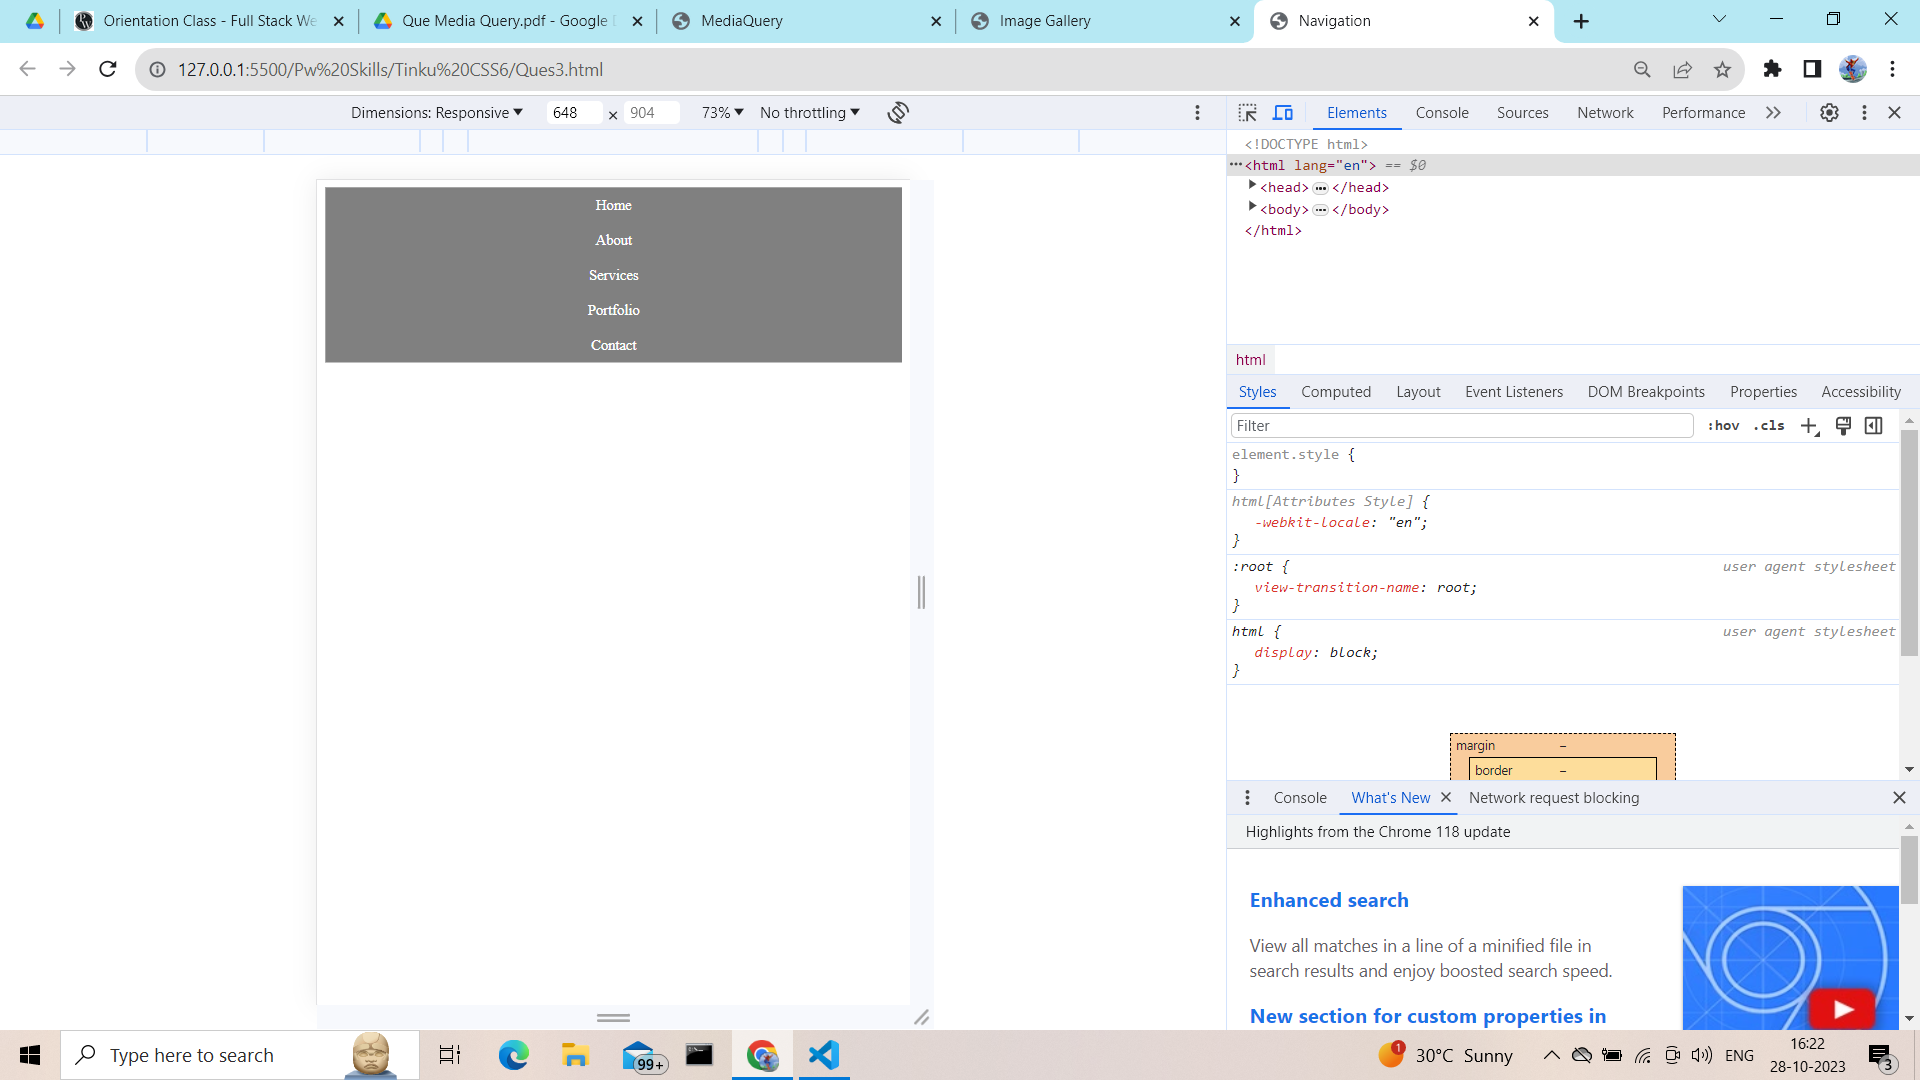 Orientation Class - Full Stack We
Que Media Query.pdf - Google
MediaQuery
Image Gallery
Navigation
127.0.0.1:5500/Pw%20Skills/Tinku%20CSS6/Ques3.html
Dimensions: Responsive 648 × 904 73% No throttling
Elements Console Sources Network Performance
<!DOCTYPE html>
<html lang="en"> == $0
<head> </head>
<body> </body>
</html>
Home
About
Services
Portfolio
Contact
html
Styles Computed Layout Event Listeners DOM Breakpoints Properties Accessibility
Filter :hov .cls
element.style {
}
html[Attributes Style] {
-webkit-locale: "en";
}
:root { user agent stylesheet
view-transition-name: root;
}
html { user agent stylesheet
display: block;
}
margin –
border –
Console What's New Network request blocking
Highlights from the Chrome 118 update
Enhanced search
View all matches in a line of a minified file in
search results and enjoy boosted search speed.
New section for custom properties in
Type here to search
99+
1
30°C Sunny
ENG
16:22
28-10-2023
3